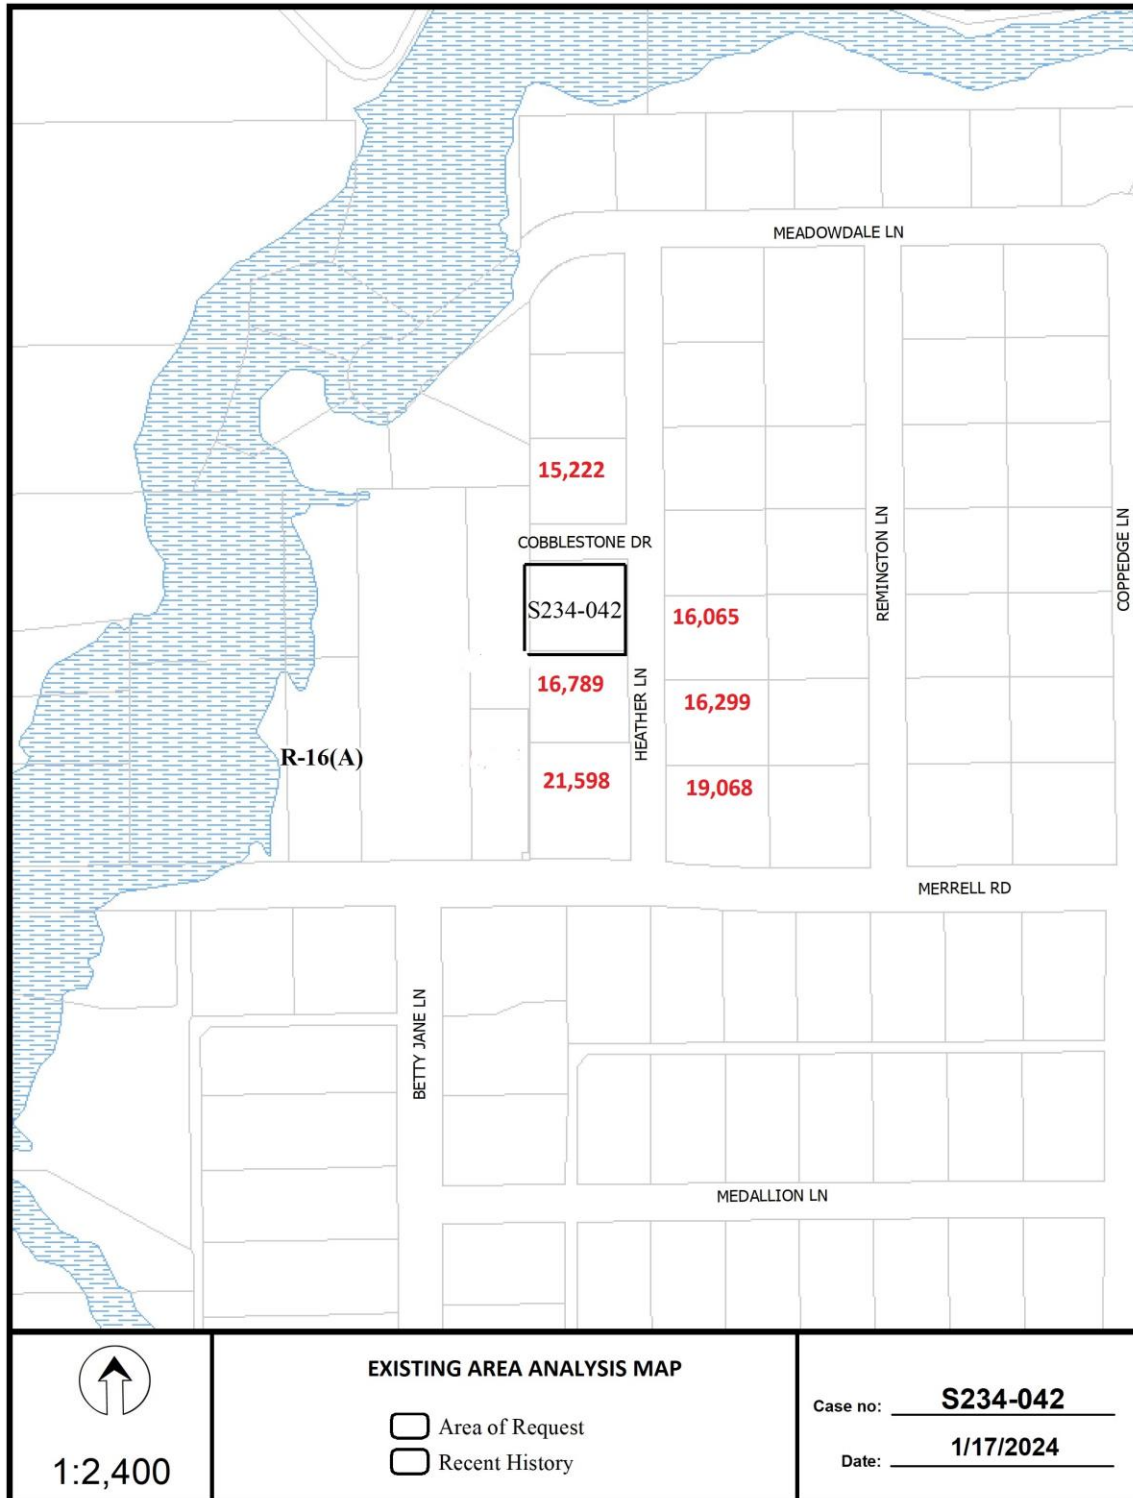 MEADOWDALE LN
15,222
COBBLESTONE DR
S234-042
16,065
16,789
16,299
21,598
19,068
HEATHER LN
REMINGTON LN
COPPEDGE LN
R-16(A)
MERRELL RD
BETTY JANE LN
MEDALLION LN
1:2,400
EXISTING AREA ANALYSIS MAP
Area of Request
Recent History
Case no: S234-042
Date: 1/17/2024